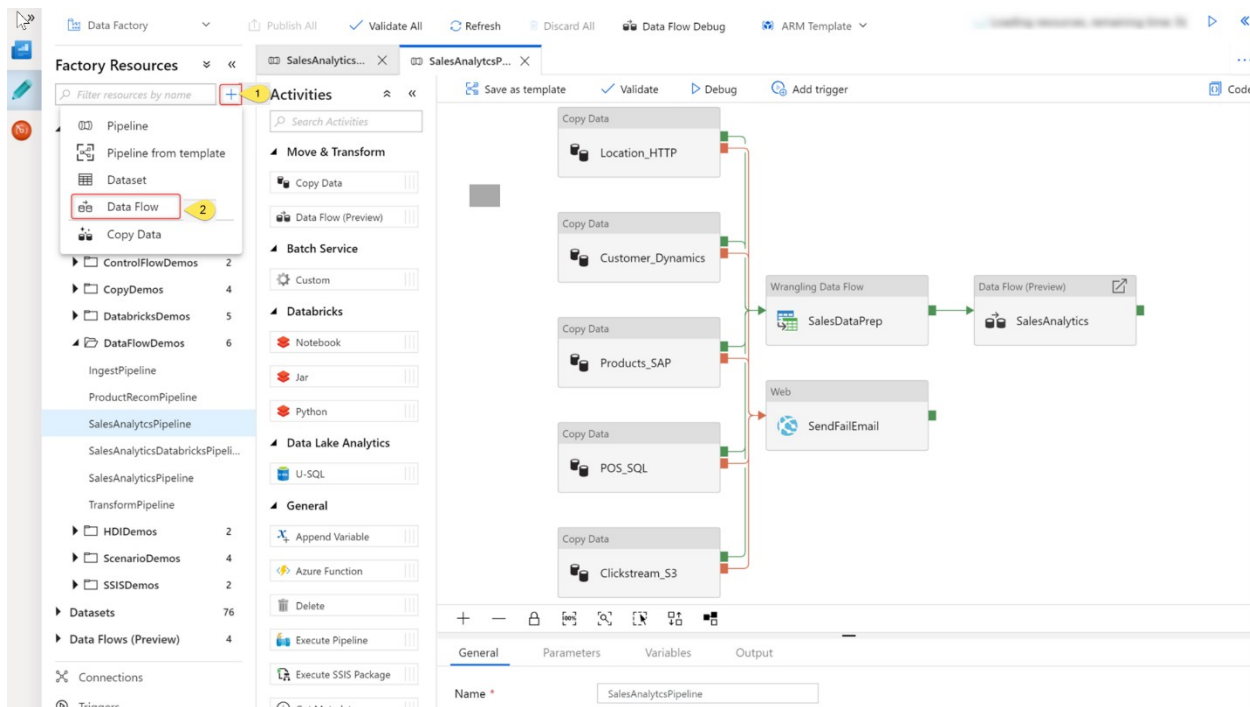 Data Factory
Publish All
Validate All
Refresh
Discard All
Data Flow Debug
ARM Template
Factory Resources
Filter resources by name
1
Pipeline
Pipeline from template
Dataset
Data Flow
2
Copy Data
ControlFlowDemos 2
CopyDemos 4
DatabricksDemos 5
DataFlowDemos 6
IngestPipeline
ProductRecomPipeline
SalesAnalytcsPipeline
SalesAnalyticsDatabricksPipeli...
SalesAnalyticsPipeline
TransformPipeline
HDIDemos 2
ScenarioDemos 4
SSISDemos 2
Datasets 76
Data Flows (Preview) 4
Connections
Triggers
SalesAnalytics...
SalesAnalytcsP...
Activities
Search Activities
Move & Transform
Copy Data
Data Flow (Preview)
Batch Service
Custom
Databricks
Notebook
Jar
Python
Data Lake Analytics
U-SQL
General
Append Variable
Azure Function
Delete
Execute Pipeline
Execute SSIS Package
Save as template
Validate
Debug
Add trigger
Code
Copy Data
Location_HTTP
Copy Data
Customer_Dynamics
Copy Data
Products_SAP
Copy Data
POS_SQL
Copy Data
Clickstream_S3
Wrangling Data Flow
SalesDataPrep
Data Flow (Preview)
SalesAnalytics
Web
SendFailEmail
100%
General
Parameters
Variables
Output
Name *
SalesAnalytcsPipeline